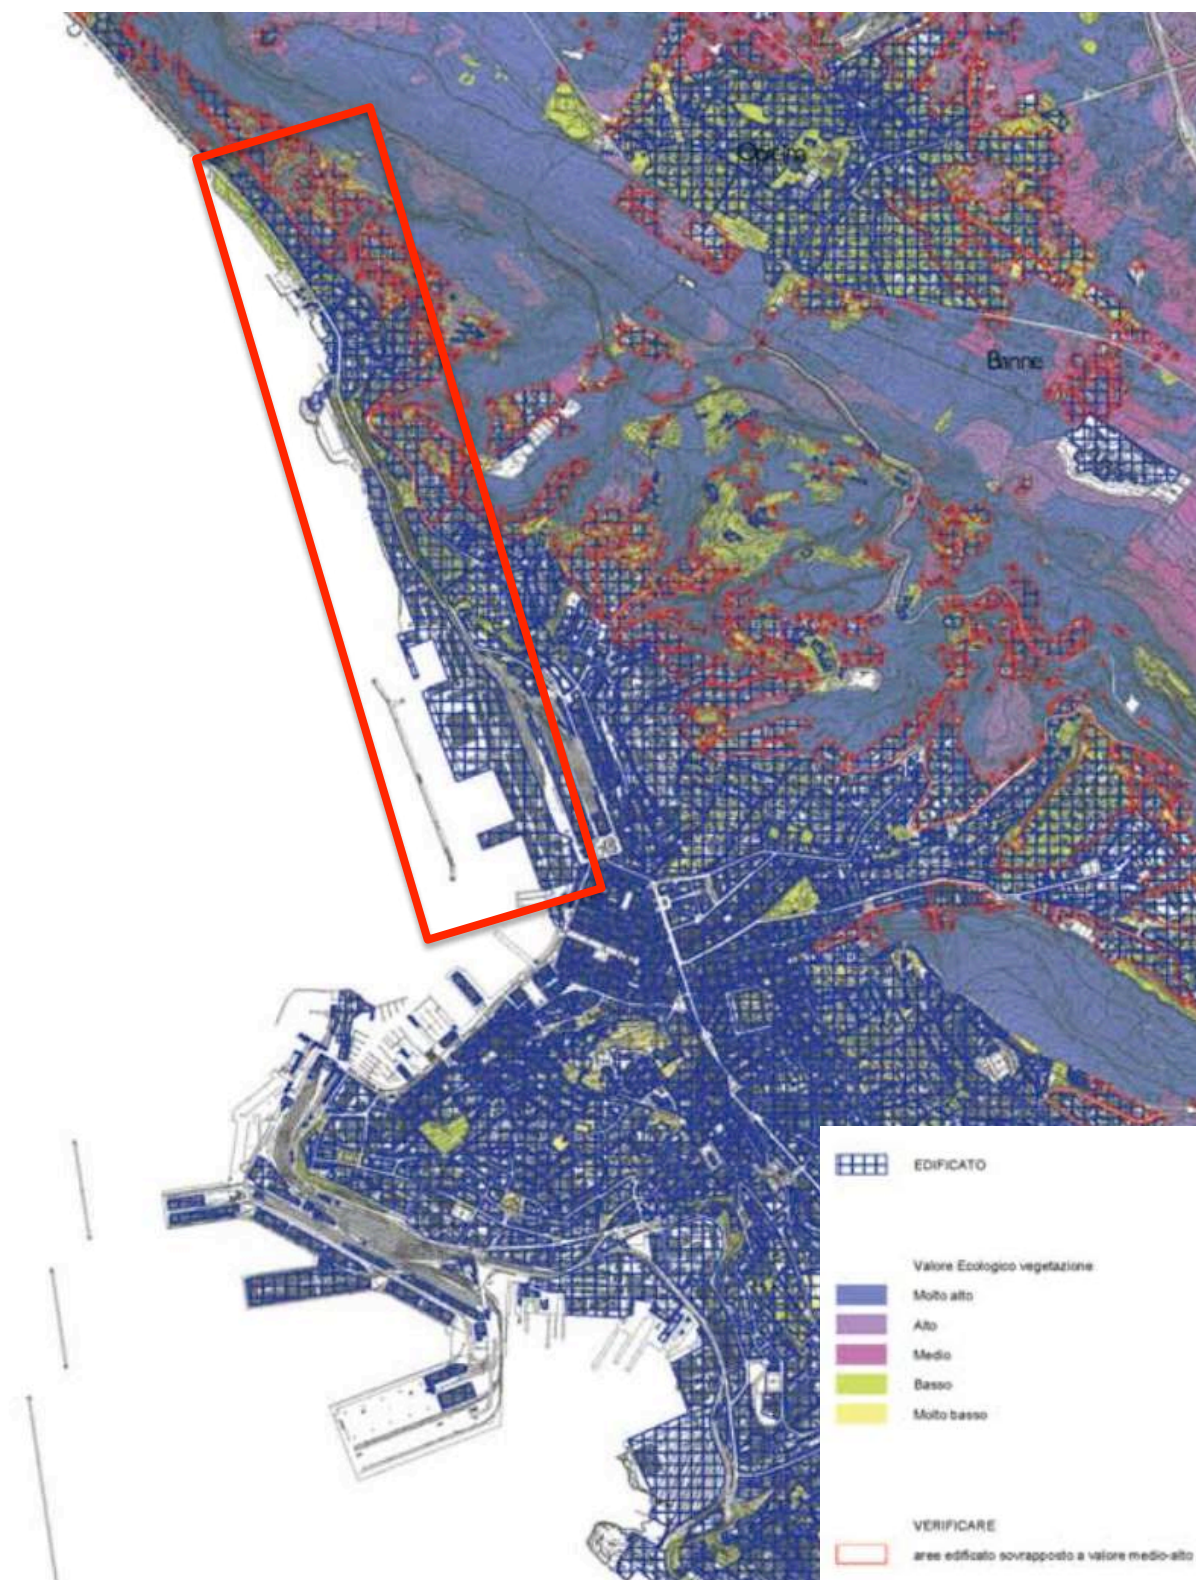 Opicina
Banne
EDIFICATO
Valore Ecologico vegetazione
Molto alto
Alto
Medio
Basso
Molto basso
VERIFICARE
aree edificato sovrapposto a valore medio-alto